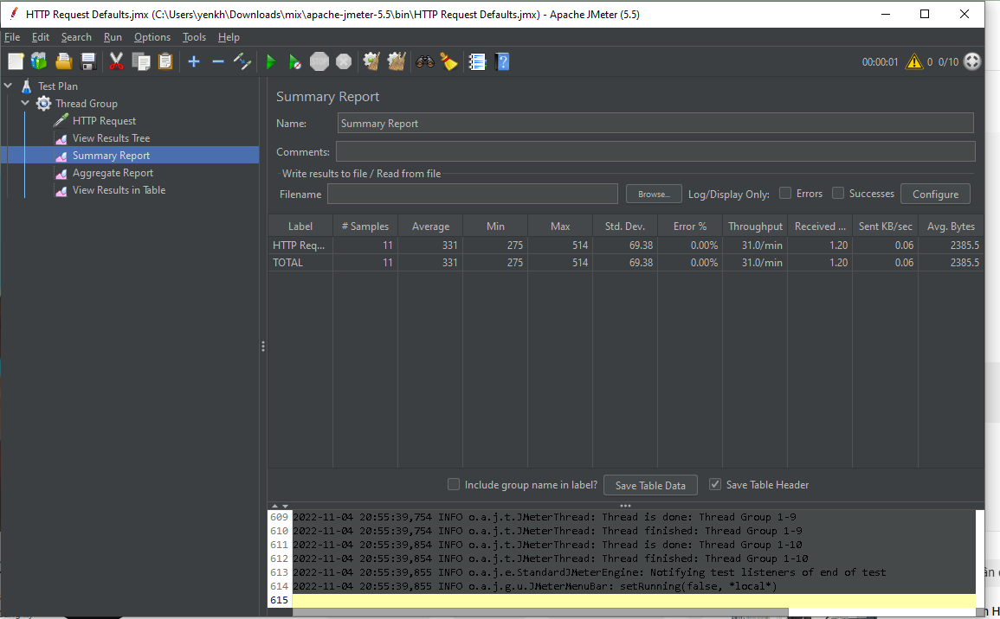 HTTP Request Defaults.jmx (C:\Users\yenkh\Downloads\mix\apache-jmeter-5.5\bin\HTTP Request Defaults.jmx) - Apache JMeter (5.5)
File Edit Search Run Options Tools Help
00:00:01 0 0/10
Test Plan
Thread Group
HTTP Request
View Results Tree
Summary Report
Aggregate Report
View Results in Table
Summary Report
Name: Summary Report
Comments:
Write results to file / Read from file
Filename Browse... Log/Display Only: Errors Successes Configure
Label # Samples Average Min Max Std. Dev. Error % Throughput Received ... Sent KB/sec Avg. Bytes
HTTP Req... 11 331 275 514 69.38 0.00% 31.0/min 1.20 0.06 2385.5
TOTAL 11 331 275 514 69.38 0.00% 31.0/min 1.20 0.06 2385.5
Include group name in label? Save Table Data Save Table Header
609 2022-11-04 20:55:39,754 INFO o.a.j.t.JMeterThread: Thread is done: Thread Group 1-9
610 2022-11-04 20:55:39,754 INFO o.a.j.t.JMeterThread: Thread finished: Thread Group 1-9
611 2022-11-04 20:55:39,854 INFO o.a.j.t.JMeterThread: Thread is done: Thread Group 1-10
612 2022-11-04 20:55:39,854 INFO o.a.j.t.JMeterThread: Thread finished: Thread Group 1-10
613 2022-11-04 20:55:39,855 INFO o.a.j.e.StandardJMeterEngine: Notifying test listeners of end of test
614 2022-11-04 20:55:39,855 INFO o.a.j.g.u.JMeterMenuBar: setRunning(false, *local*)
615